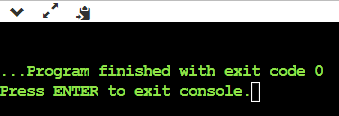 ...Program finished with exit code 0
Press ENTER to exit console.